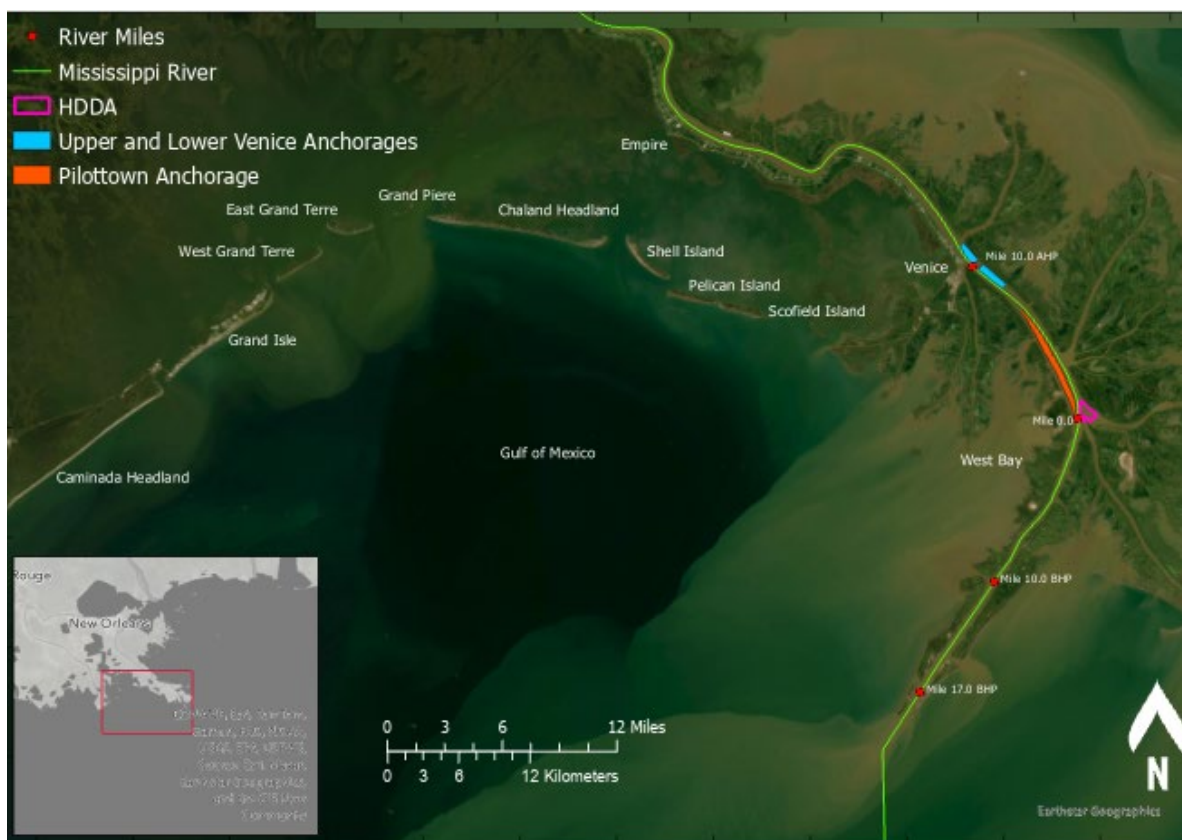 River Miles
Mississippi River
HDDA
Upper and Lower Venice Anchorages
Pilottown Anchorage
Empire
Grand Piere
East Grand Terre
Chaland Headland
West Grand Terre
Shell Island
Mile 10.0 AHP
Venice
Pelican Island
Scofield Island
Grand Isle
Mile 0.0
Gulf of Mexico
West Bay
Caminada Headland
Mile 10.0 BHP
Mile 17.0 BHP
Rouge
New Orleans
0 3 6 12 Miles
0 3 6 12 Kilometers
N
Earthstar Geographics